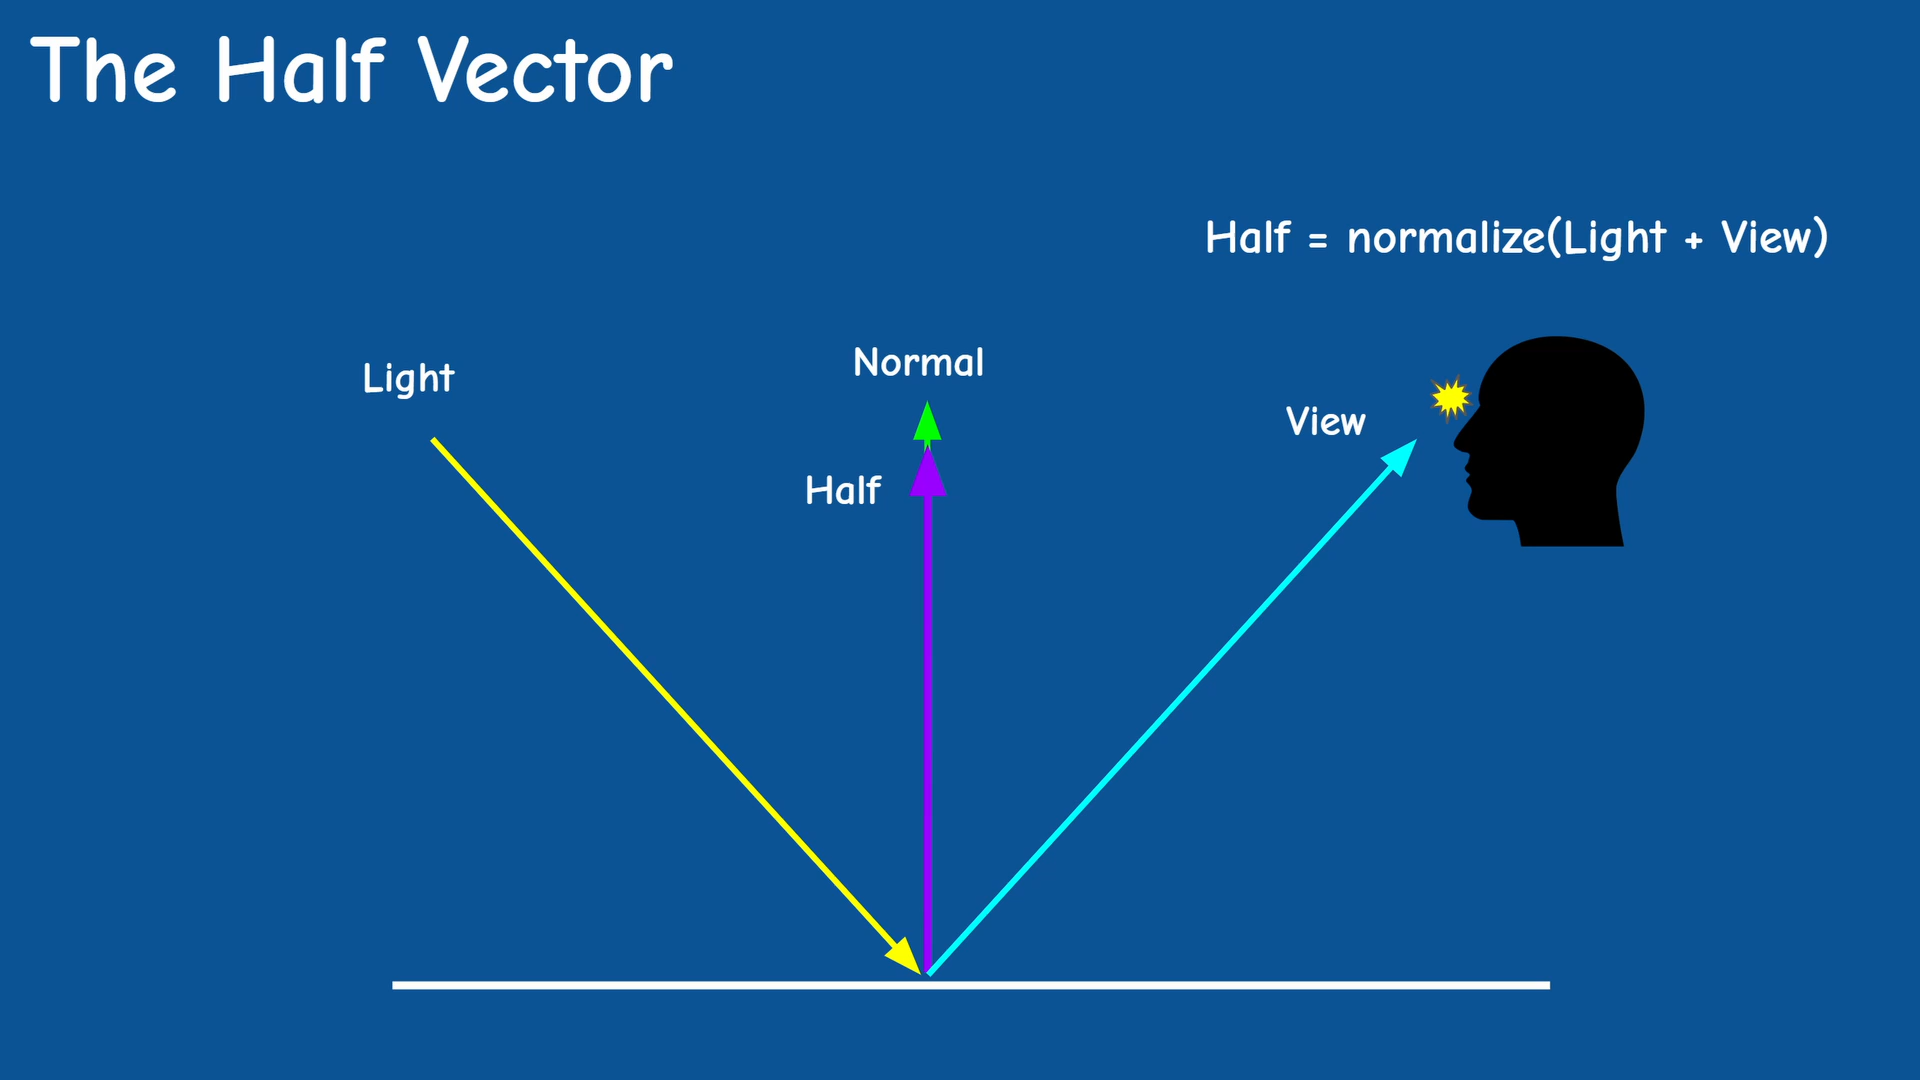 The Half Vector
Half = normalize(Light + View)
Normal
Light
View
Half